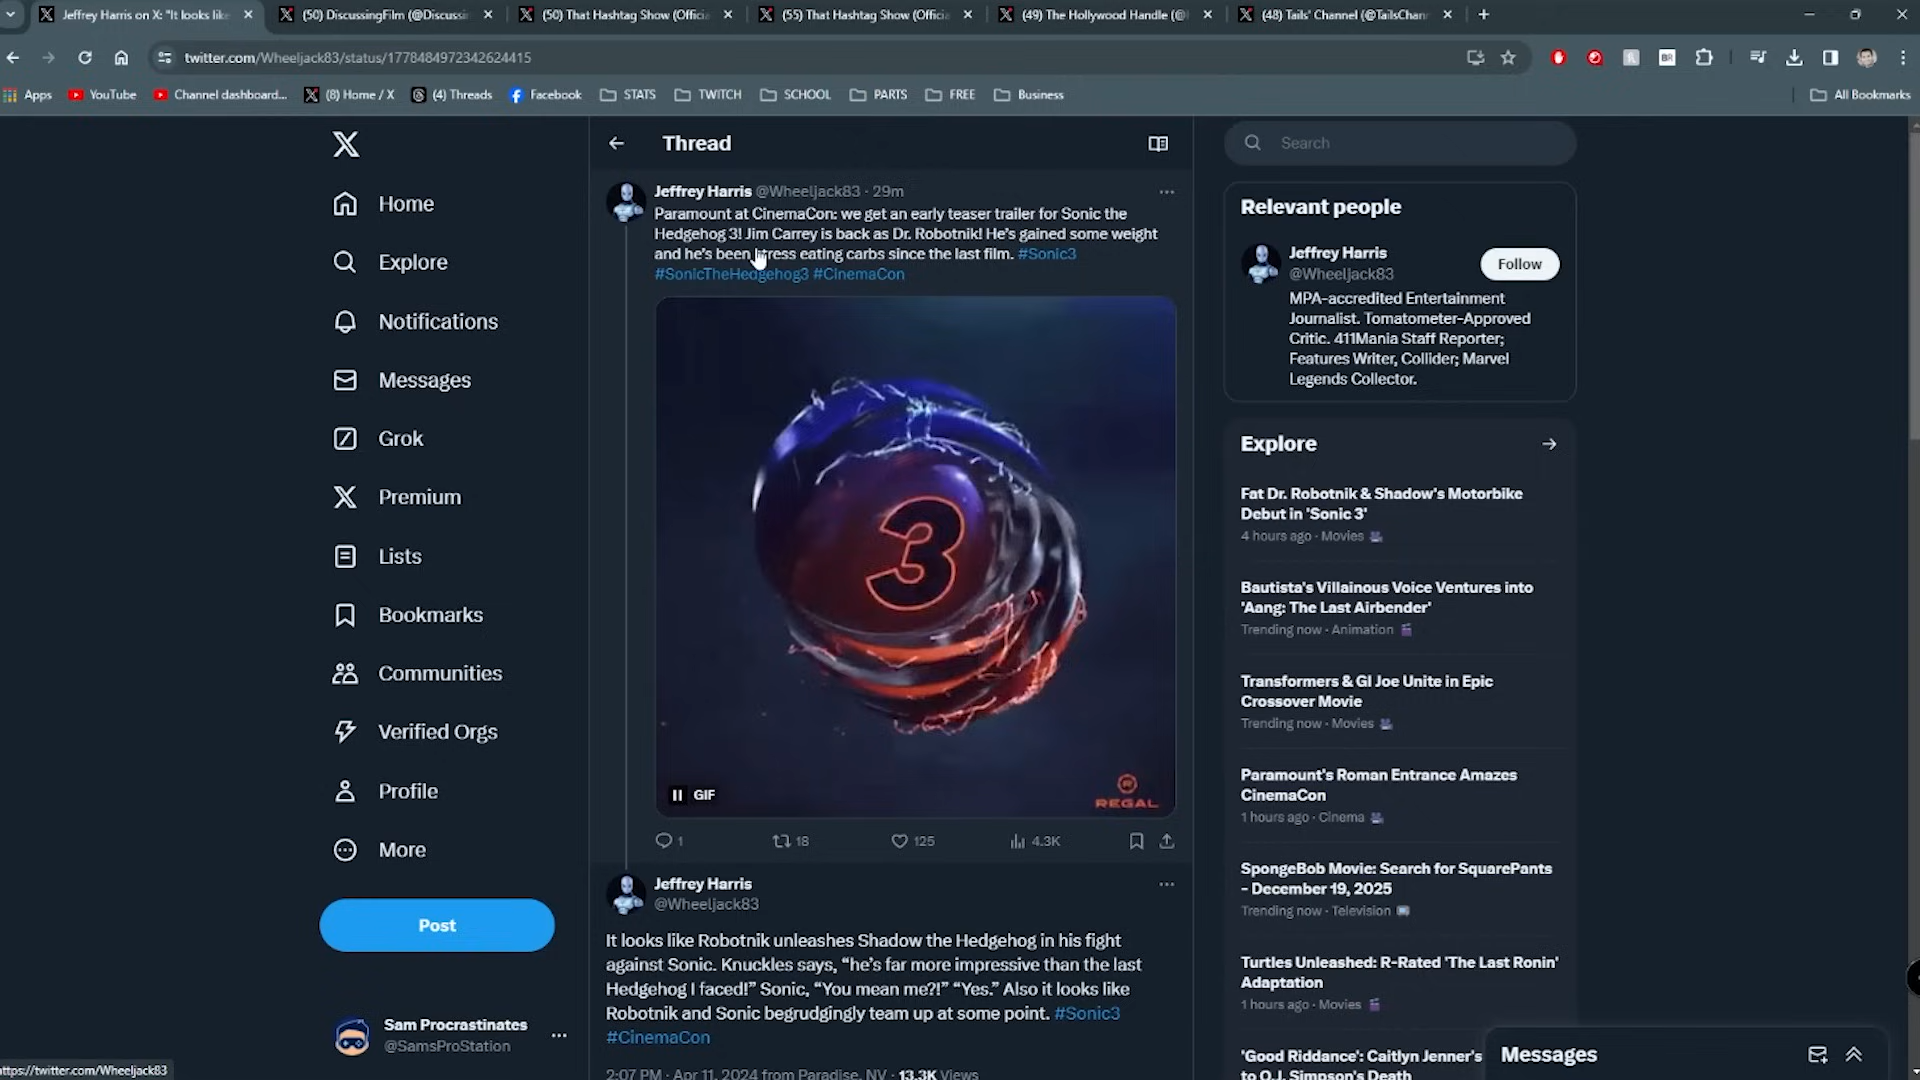 Jeffrey Harris on X: "It looks like
(50) DiscussingFilm (@Discussin
(50) That Hashtag Show (Officia
(55) That Hashtag Show (Officia
(49) The Hollywood Handle (@
(48) Tails' Channel (@TailsChan
twitter.com/Wheeljack83/status/1778484972342624415
Apps
YouTube
Channel dashboard...
(8) Home / X
(4) Threads
Facebook
STATS
TWITCH
SCHOOL
PARTS
FREE
Business
All Bookmarks
Home
Explore
Notifications
Messages
Grok
Premium
Lists
Bookmarks
Communities
Verified Orgs
Profile
More
Post
Sam Procrastinates
@SamsProStation
https://twitter.com/Wheeljack83
Thread
Jeffrey Harris @Wheeljack83 · 29m
Paramount at CinemaCon: we get an early teaser trailer for Sonic the
Hedgehog 3! Jim Carrey is back as Dr. Robotnik! He's gained some weight
and he's been stress eating carbs since the last film. #Sonic3
#SonicTheHedgehog3 #CinemaCon
3
GIF
REGAL
1
18
125
4.3K
Jeffrey Harris
@Wheeljack83
It looks like Robotnik unleashes Shadow the Hedgehog in his fight
against Sonic. Knuckles says, "he's far more impressive than the last
Hedgehog I faced!" Sonic, "You mean me?!" "Yes." Also it looks like
Robotnik and Sonic begrudgingly team up at some point. #Sonic3
#CinemaCon
2:07 PM · Apr 11, 2024 from Paradise, NV · 13.3K Views
Search
Relevant people
Jeffrey Harris
@Wheeljack83
Follow
MPA-accredited Entertainment
Journalist. Tomatometer-Approved
Critic. 411Mania Staff Reporter;
Features Writer, Collider; Marvel
Legends Collector.
Explore
Fat Dr. Robotnik & Shadow's Motorbike
Debut in 'Sonic 3'
4 hours ago · Movies
Bautista's Villainous Voice Ventures into
'Aang: The Last Airbender'
Trending now · Animation
Transformers & GI Joe Unite in Epic
Crossover Movie
Trending now · Movies
Paramount's Roman Entrance Amazes
CinemaCon
1 hours ago · Cinema
SpongeBob Movie: Search for SquarePants
- December 19, 2025
Trending now · Television
Turtles Unleashed: R-Rated 'The Last Ronin'
Adaptation
1 hours ago · Movies
'Good Riddance': Caitlyn Jenner's
to O.J. Simpson's Death
Messages